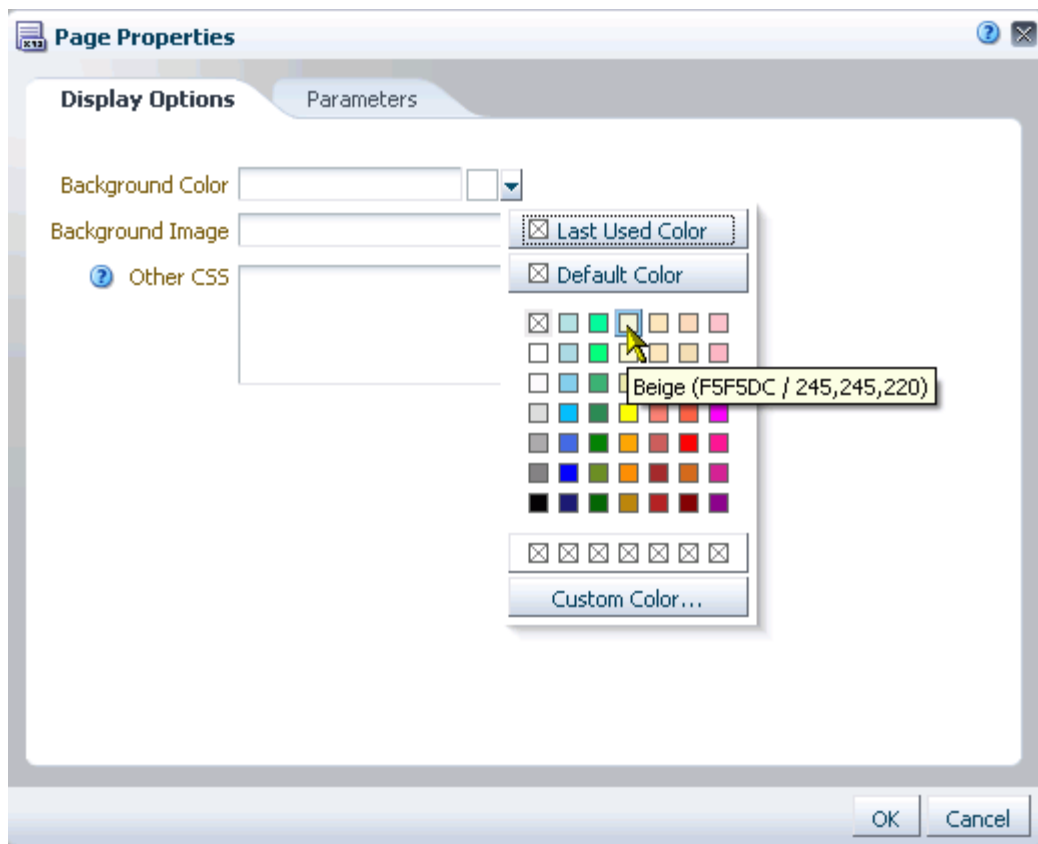 Page Properties
Display Options
Parameters
Background Color
Background Image
Other CSS
Last Used Color
Default Color
Beige (F5F5DC / 245,245,220)
Custom Color...
OK
Cancel